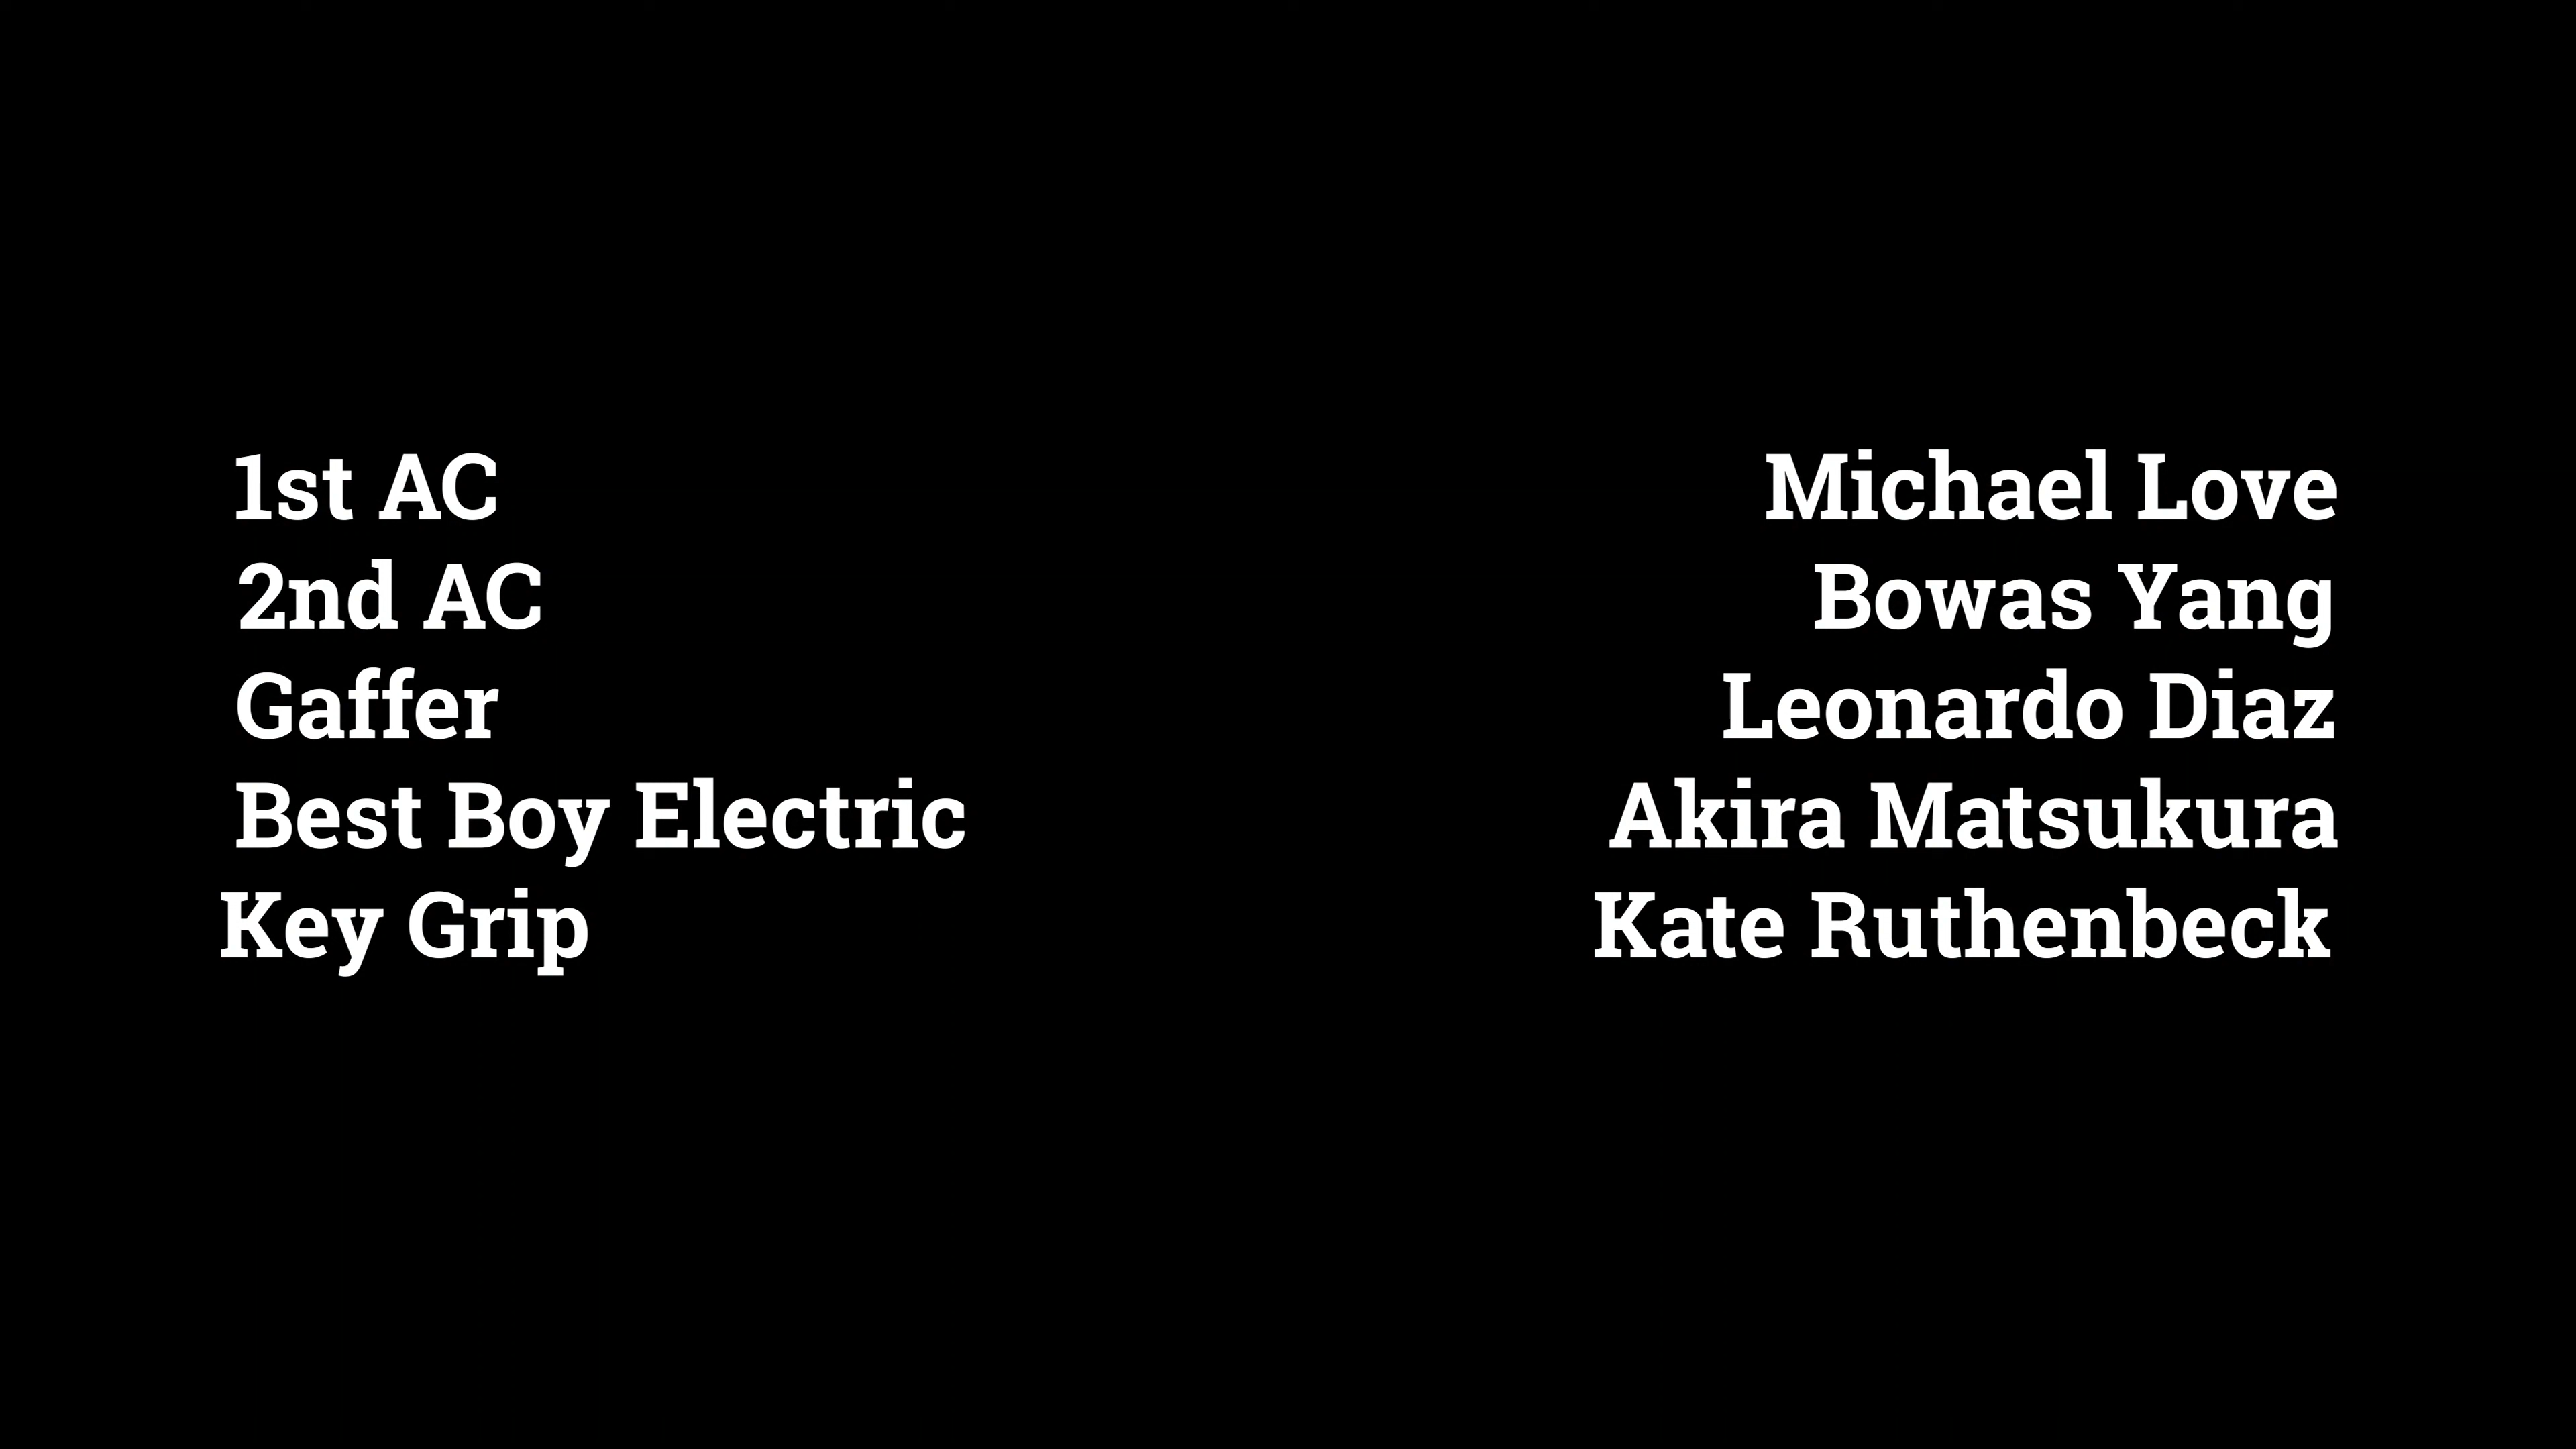 1st AC Michael Love
2nd AC Bowas Yang
Gaffer Leonardo Diaz
Best Boy Electric Akira Matsukura
Key Grip Kate Ruthenbeck